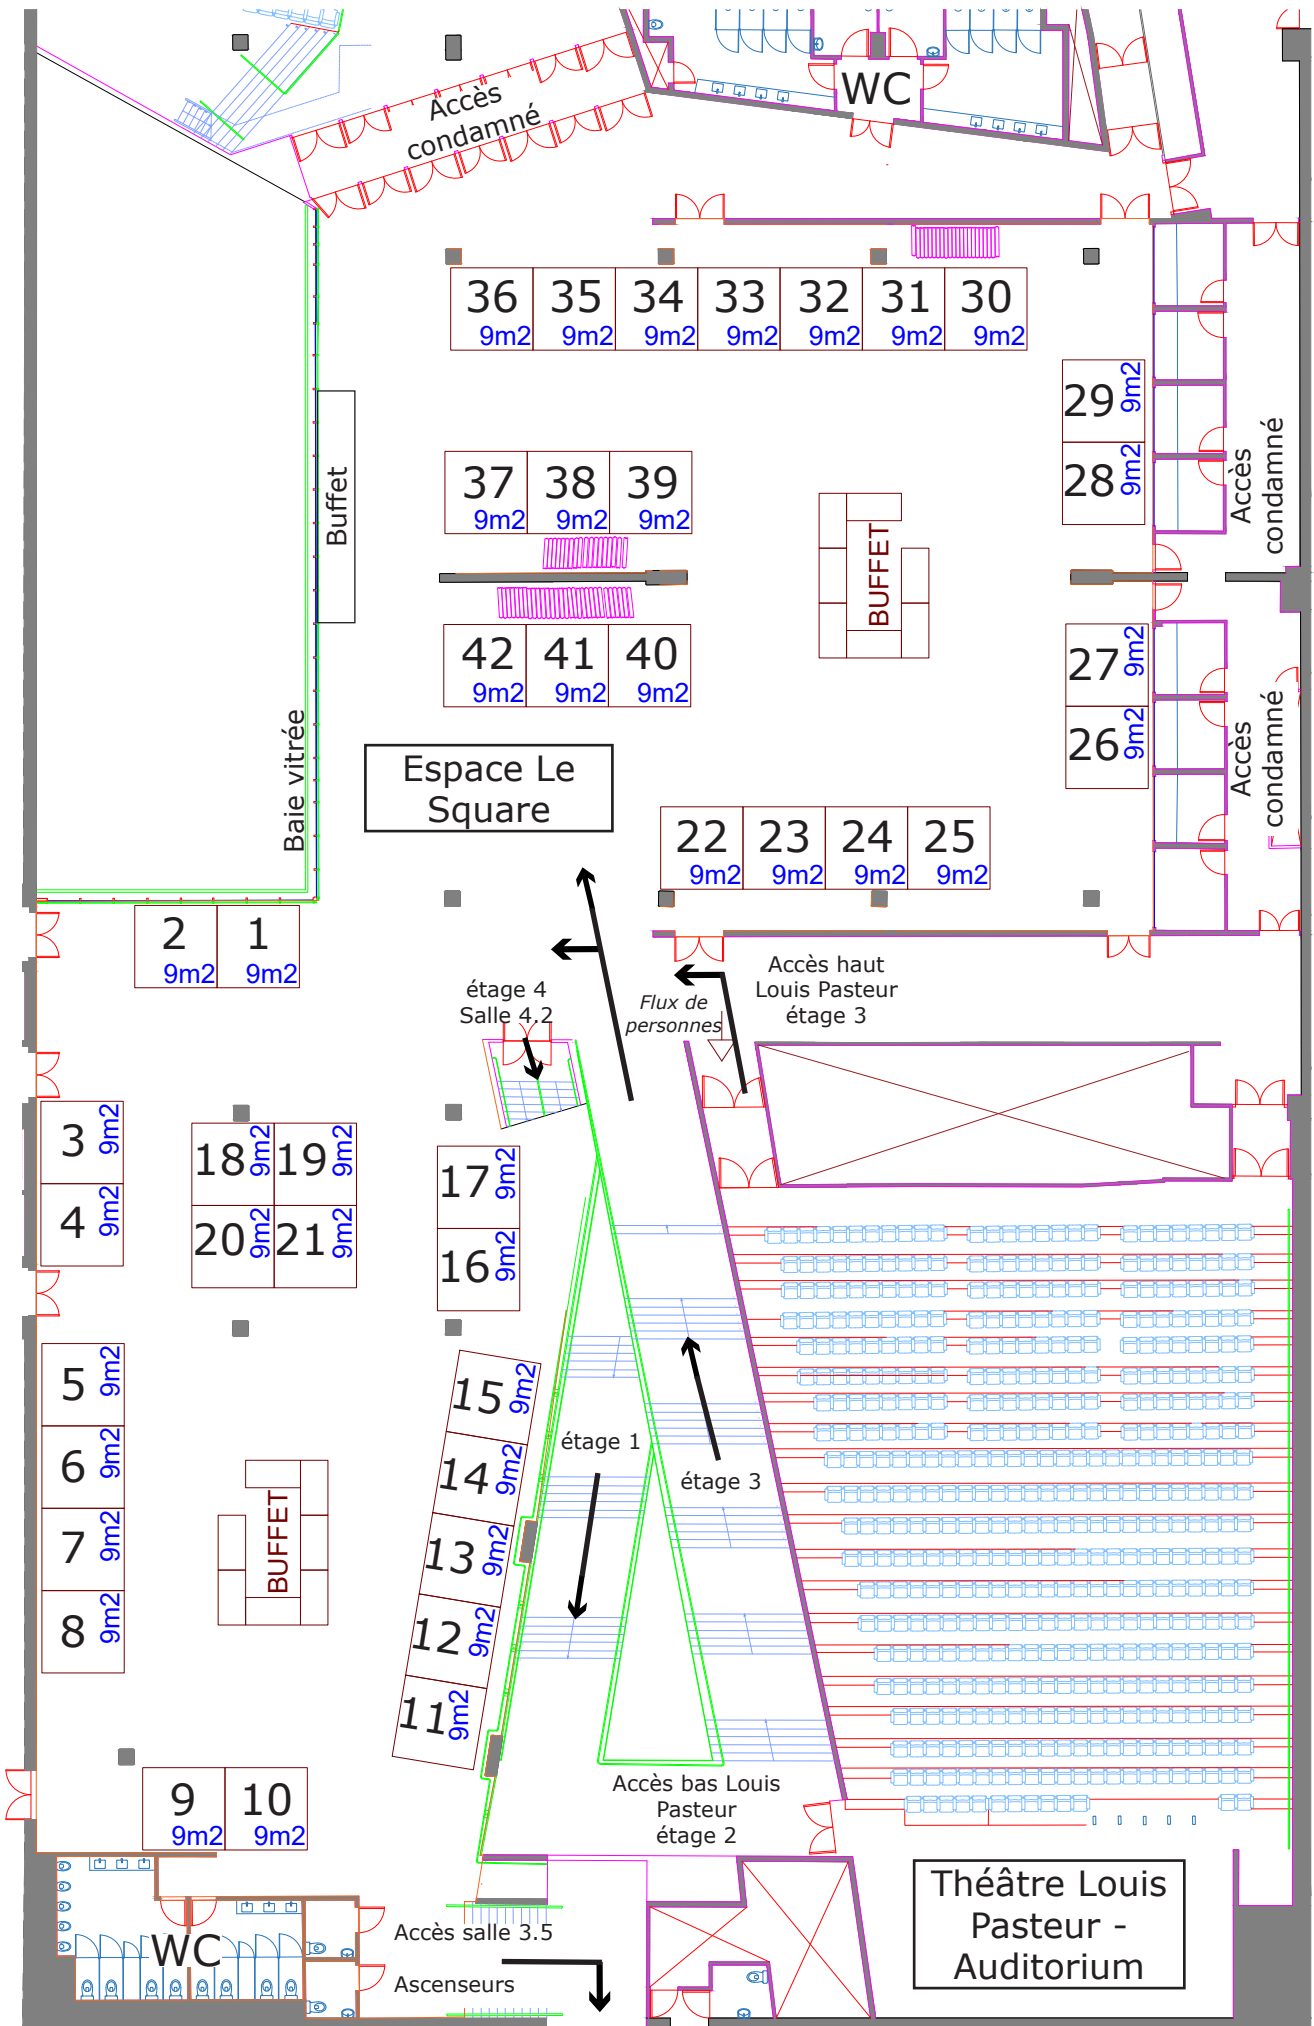 Accès
condamné
WC
36 35 34 33 32 31 30
9m2 9m2 9m2 9m2 9m2 9m2 9m2
29 9m2
28 9m2
Accès
condamné
Buffet
37 38 39
9m2 9m2 9m2
BUFFET
42 41 40
9m2 9m2 9m2
27 9m2
26 9m2
Accès
condamné
Baie vitrée
Espace Le
Square
22 23 24 25
9m2 9m2 9m2 9m2
2 1
9m2 9m2
étage 4
Salle 4.2
Flux de
personnes
Accès haut
Louis Pasteur
étage 3
3 9m2
4 9m2
18 9m2 19 9m2
20 9m2 21 9m2
17 9m2
16 9m2
5 9m2
6 9m2
7 9m2
8 9m2
BUFFET
15 9m2
14 9m2
13 9m2
12 9m2
11 9m2
étage 1
étage 3
9 10
9m2 9m2
Accès bas Louis
Pasteur
étage 2
WC
Accès salle 3.5
Ascenseurs
Théâtre Louis
Pasteur -
Auditorium